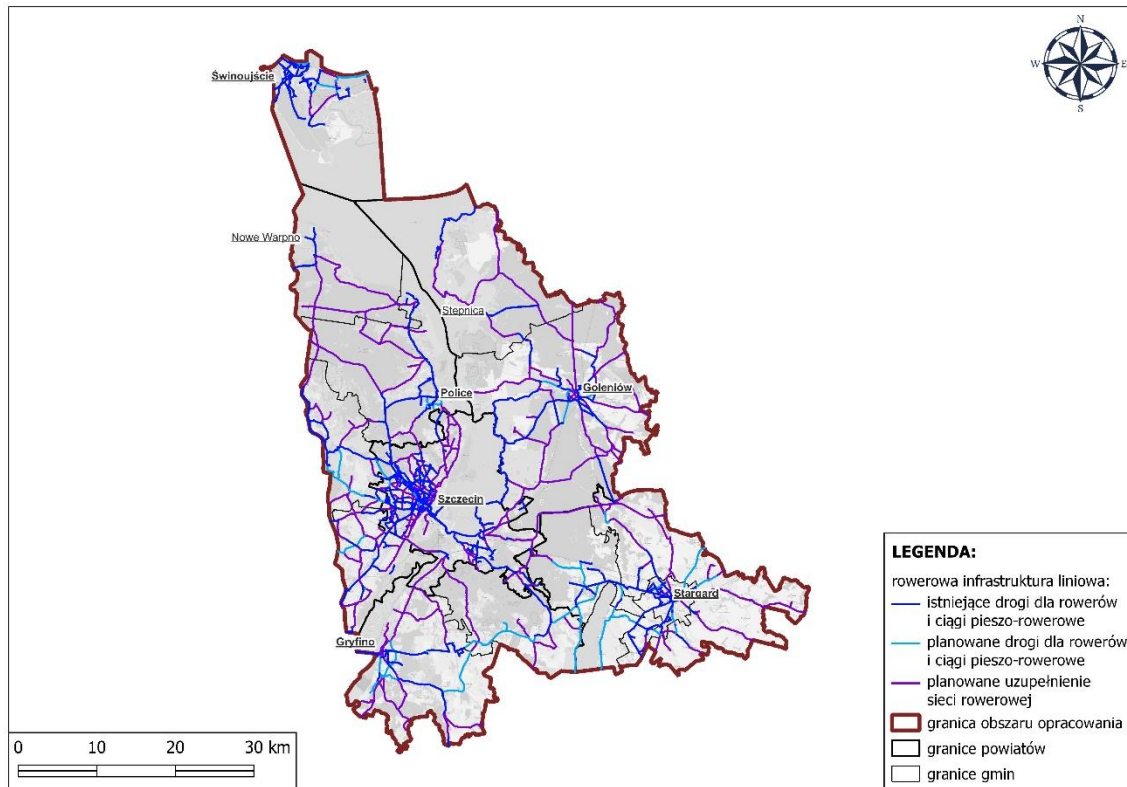 N
W
E
S
Świnoujście
Nowe Warpno
Stepnica
Police
Goleniów
Szczecin
Stargard
Gryfino
LEGENDA:
rowerowa infrastruktura liniowa:
istniejące drogi dla rowerów
i ciągi pieszo-rowerowe
planowane drogi dla rowerów
i ciągi pieszo-rowerowe
planowane uzupełnienie
sieci rowerowej
granica obszaru opracowania
granice powiatów
granice gmin
0 10 20 30 km